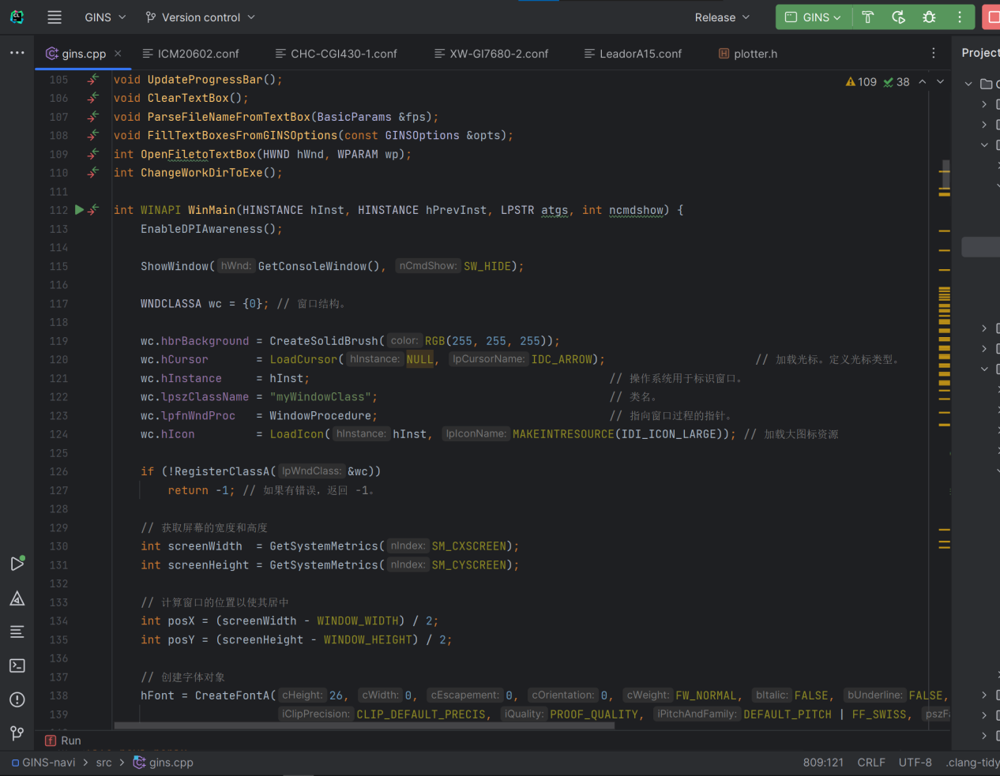 CL GINS Version control Release GINS
gins.cpp ICM20602.conf CHC-CGI430-1.conf XW-GI7680-2.conf LeadorA15.conf plotter.h Project
109 38
105 void UpdateProgressBar();
106 void ClearTextBox();
107 void ParseFileNameFromTextBox(BasicParams &fps);
108 void FillTextBoxesFromGINSOptions(const GINSOptions &opts);
109 int OpenFiletoTextBox(HWND hWnd, WPARAM wp);
110 int ChangeWorkDirToExe();
111
112 int WINAPI WinMain(HINSTANCE hInst, HINSTANCE hPrevInst, LPSTR atgs, int ncmdshow) {
113 EnableDPIAwareness();
114
115 ShowWindow( hWnd: GetConsoleWindow(), nCmdShow: SW_HIDE);
116
117 WNDCLASSA wc = {0}; // 窗口结构。
118
119 wc.hbrBackground = CreateSolidBrush( color: RGB(255, 255, 255));
120 wc.hCursor = LoadCursor( hInstance: NULL, lpCursorName: IDC_ARROW); // 加载光标。定义光标类型。
121 wc.hInstance = hInst; // 操作系统用于标识窗口。
122 wc.lpszClassName = "myWindowClass"; // 类名。
123 wc.lpfnWndProc = WindowProcedure; // 指向窗口过程的指针。
124 wc.hIcon = LoadIcon( hInstance: hInst, lpIconName: MAKEINTRESOURCE(IDI_ICON_LARGE)); // 加载大图标资源
125
126 if (!RegisterClassA( lpWndClass: &wc))
127 return -1; // 如果有错误，返回 -1。
128
129 // 获取屏幕的宽度和高度
130 int screenWidth = GetSystemMetrics( nIndex: SM_CXSCREEN);
131 int screenHeight = GetSystemMetrics( nIndex: SM_CYSCREEN);
132
133 // 计算窗口的位置以使其居中
134 int posX = (screenWidth - WINDOW_WIDTH) / 2;
135 int posY = (screenHeight - WINDOW_HEIGHT) / 2;
136
137 // 创建字体对象
138 hFont = CreateFontA( cHeight: 26, cWidth: 0, cEscapement: 0, cOrientation: 0, cWeight: FW_NORMAL, bItalic: FALSE, bUnderline: FALSE,
139 iClipPrecision: CLIP_DEFAULT_PRECIS, iQuality: PROOF_QUALITY, iPitchAndFamily: DEFAULT_PITCH | FF_SWISS, pszF
Run
GINS-navi > src > gins.cpp 809:121 CRLF UTF-8 .clang-tidy